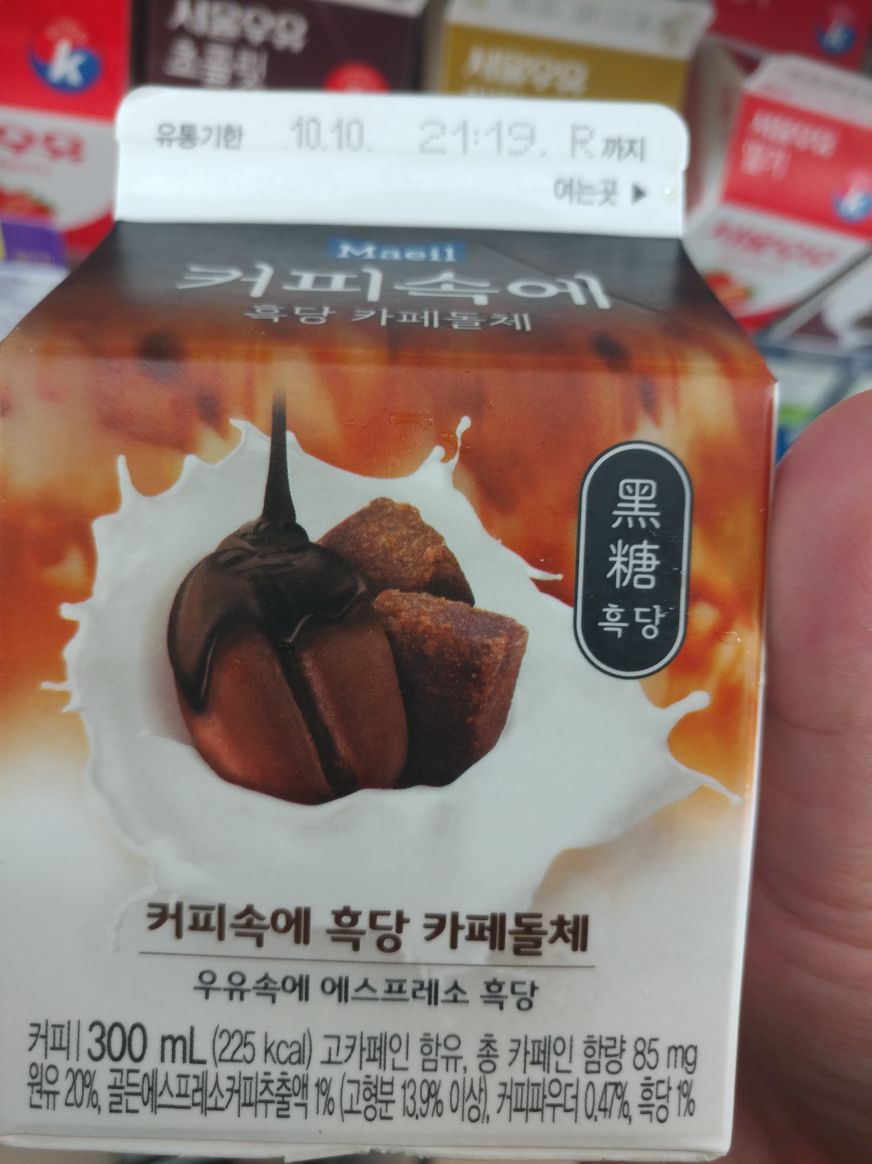 서울우유
초콜릿
서울우유
우유
서울우유
딸기
서울우유
유통기한 10.10. 21:19. R 까지
여는곳 ▶
Maeil
커피속에
흑당 카페돌체
黑
糖
흑당
커피속에 흑당 카페돌체
우유속에 에스프레소 흑당
커피 | 300 mL (225 kcal) 고카페인 함유, 총 카페인 함량 85 mg
원유 20%, 골든에스프레소커피추출액 1% (고형분 13.9% 이상), 커피파우더 0.47%, 흑당 1%